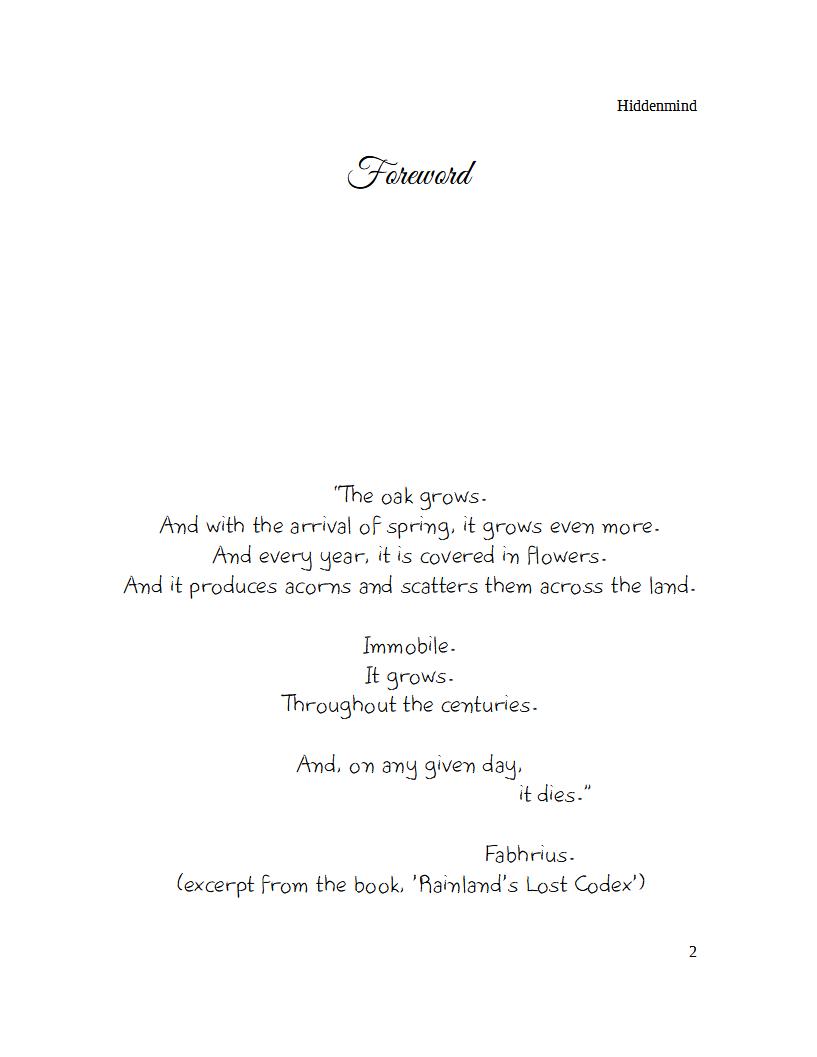 Hiddenmind
Foreword
"The oak grows.
And with the arrival of spring, it grows even more.
And every year, it is covered in flowers.
And it produces acorns and scatters them across the land.
Immobile.
It grows.
Throughout the centuries.
And, on any given day,
it dies."
Fabhrius.
(excerpt from the book, 'Rainland's Lost Codex')
2